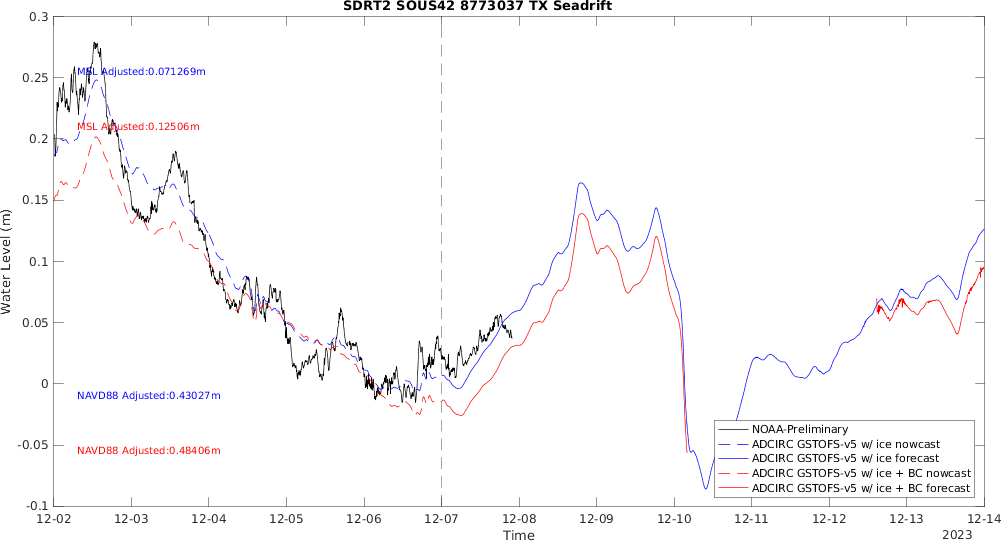 SDRT2 SOUS42 8773037 TX Seadrift
0.3
0.25
0.2
0.15
0.1
0.05
0
-0.05
-0.1
Water Level (m)
MSL Adjusted:0.071269m
MSL Adjusted:0.12506m
NAVD88 Adjusted:0.43027m
NAVD88 Adjusted:0.48406m
NOAA-Preliminary
ADCIRC GSTOFS-v5 w/ ice nowcast
ADCIRC GSTOFS-v5 w/ ice forecast
ADCIRC GSTOFS-v5 w/ ice + BC nowcast
ADCIRC GSTOFS-v5 w/ ice + BC forecast
12-02 12-03 12-04 12-05 12-06 12-07 12-08 12-09 12-10 12-11 12-12 12-13 12-14
Time
2023